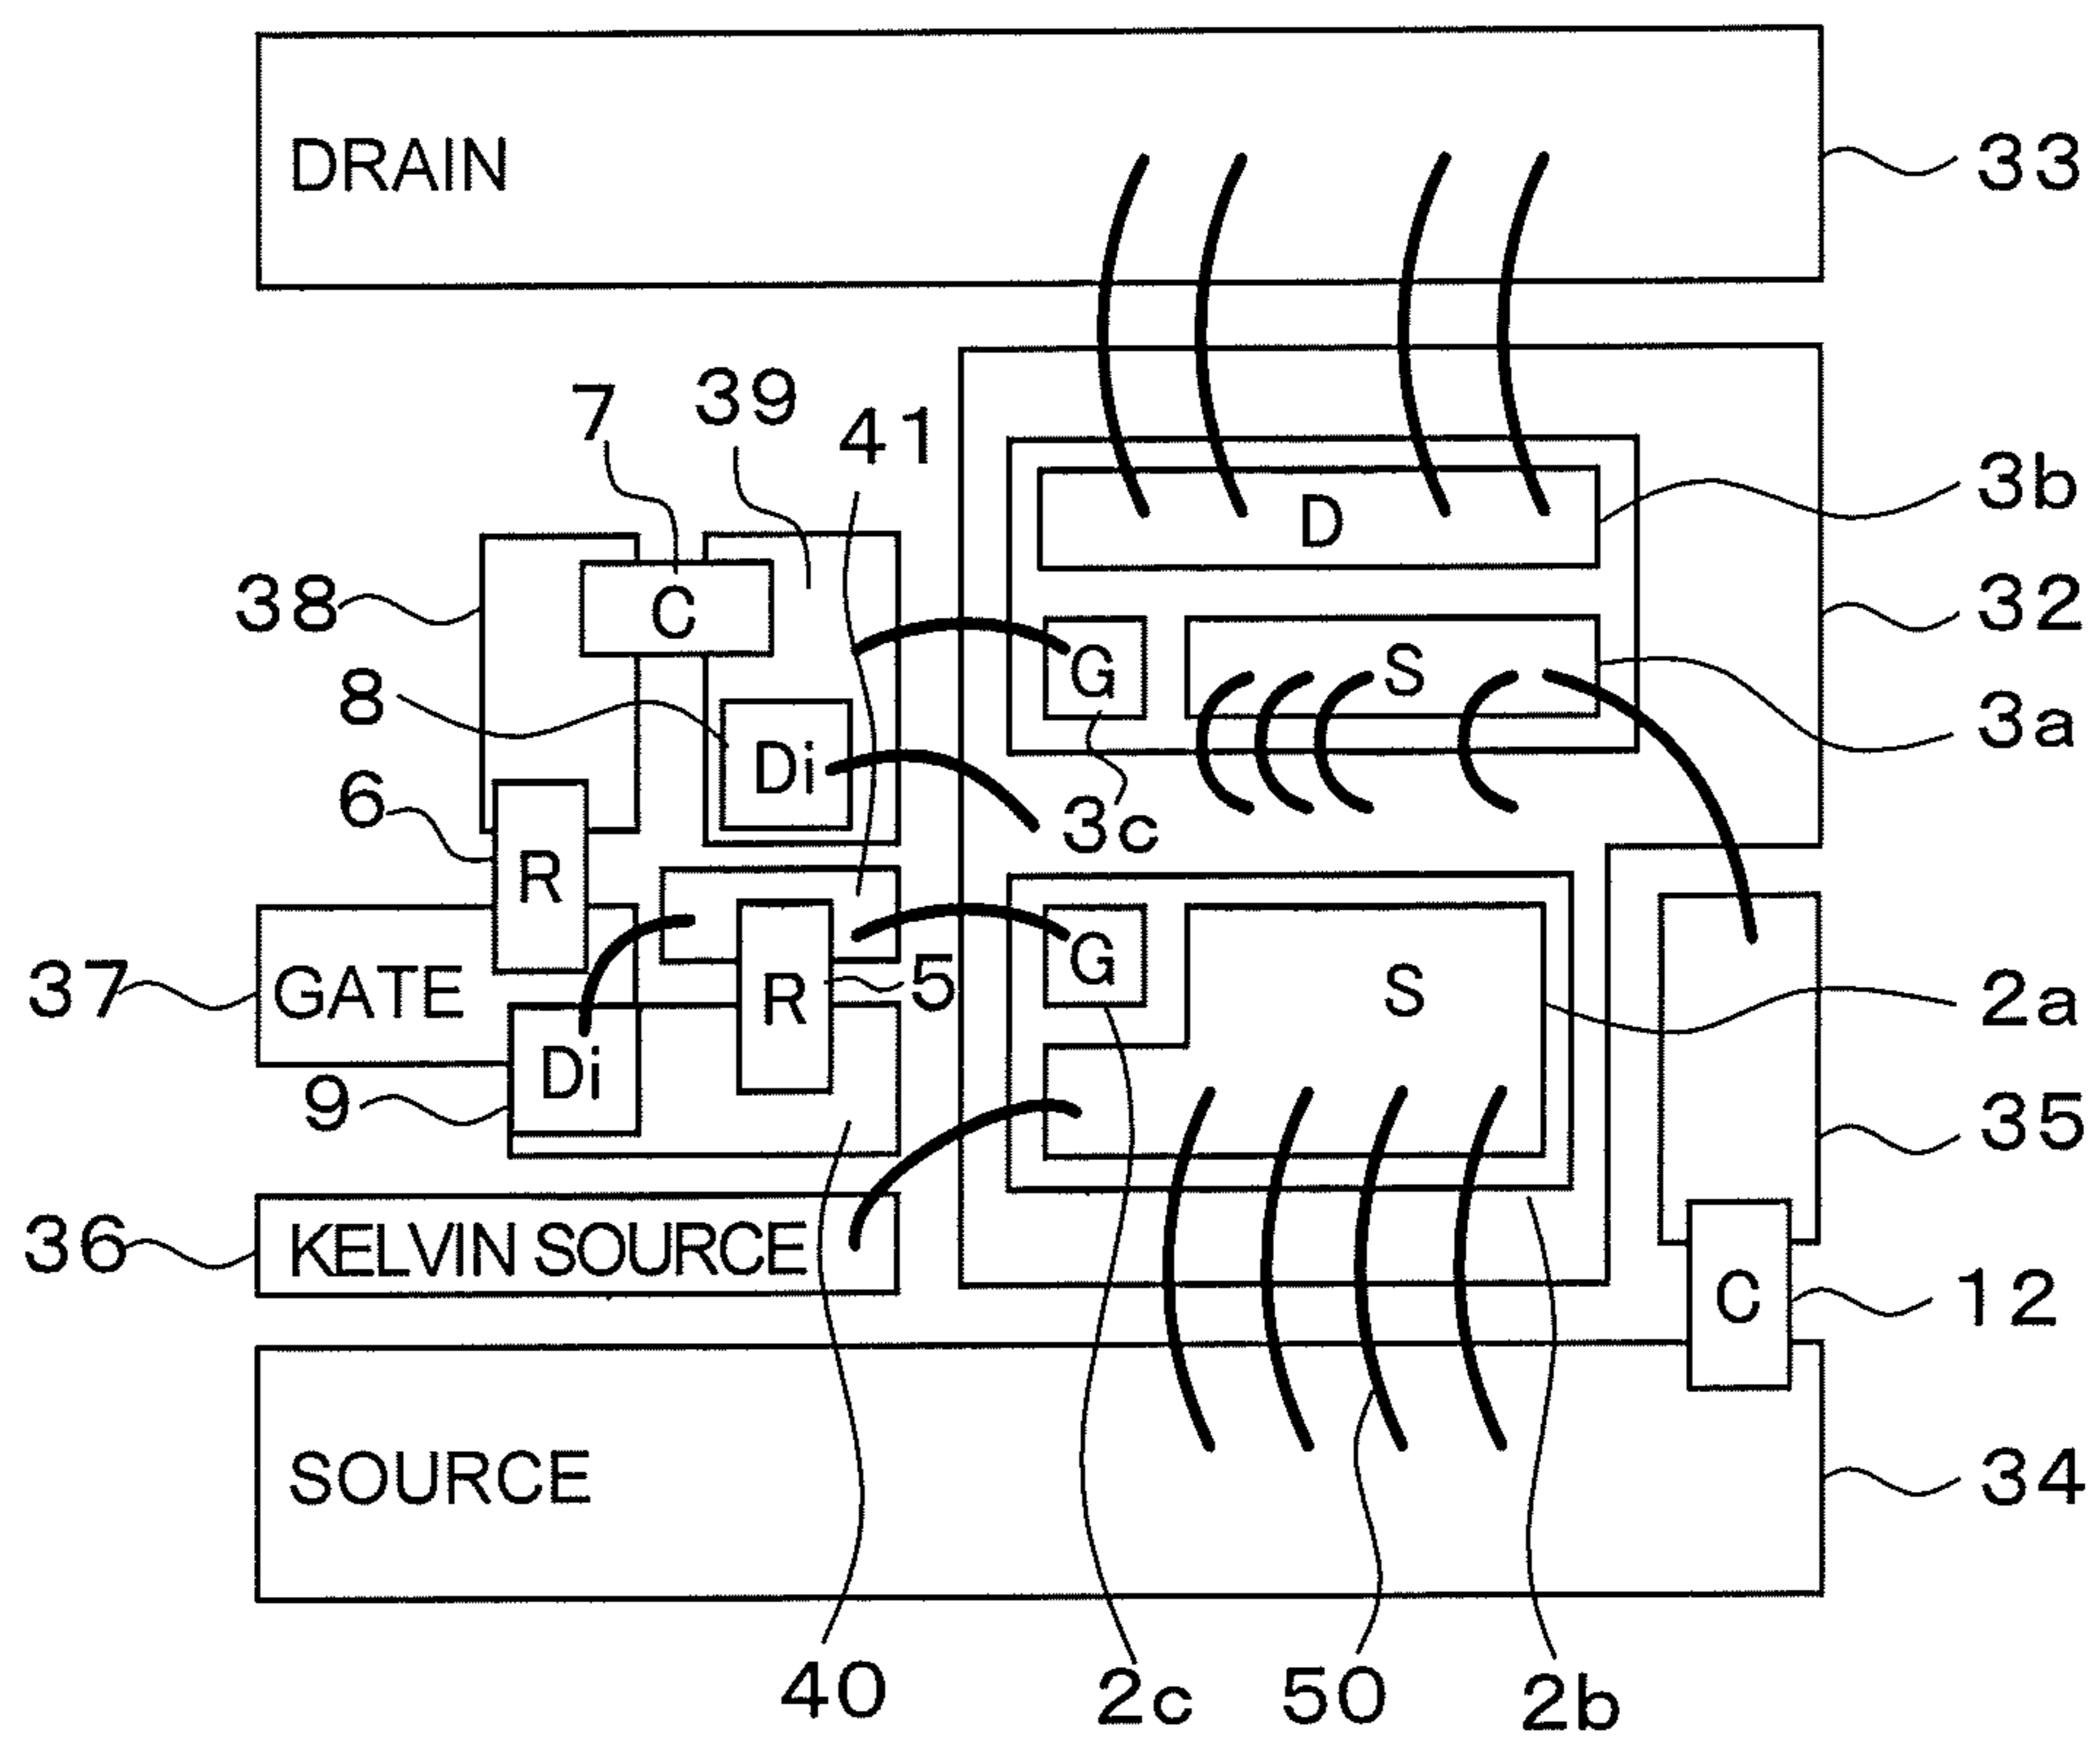 DRAIN
33
7
39
41
3b
D
38
C
32
8
G
S
3a
Di
6
3c
R
37
GATE
G
S
2a
R
5
Di
9
35
36
KELVIN SOURCE
C
12
SOURCE
34
40
2c
50
2b